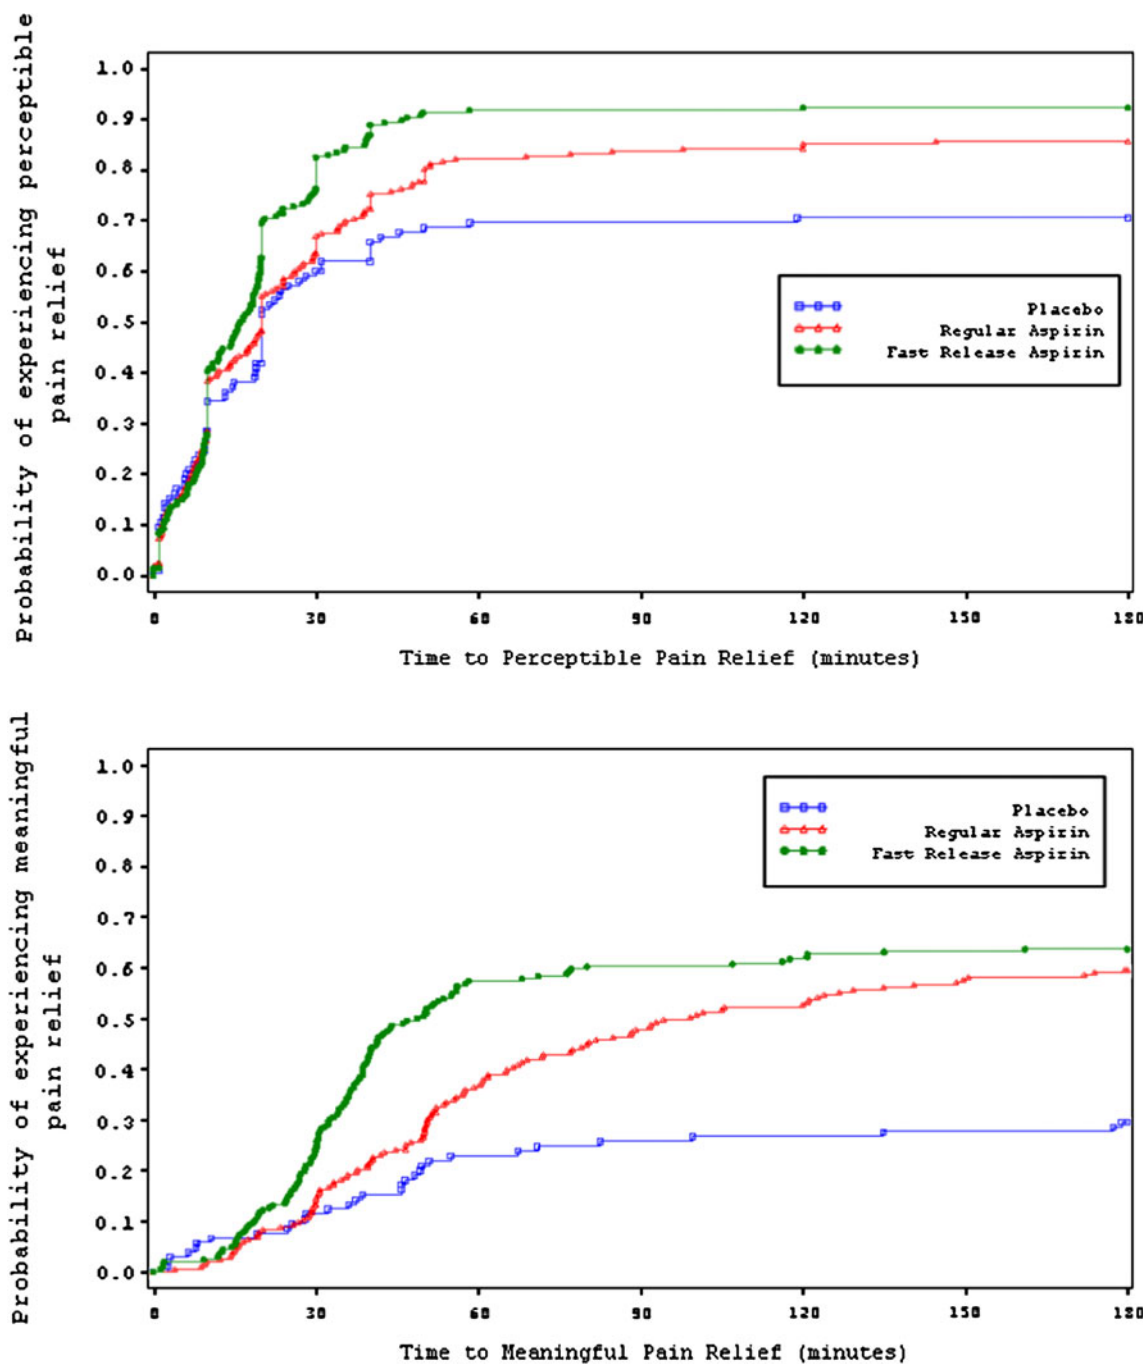 Probability of experiencing perceptible
pain relief
1.0
0.9
0.8
0.7
0.6
0.5
0.4
0.3
0.2
0.1
0.0
Placebo
Regular Aspirin
Fast Release Aspirin
0 30 60 90 120 150 180
Time to Perceptible Pain Relief (minutes)
Probability of experiencing meaningful
pain relief
1.0
0.9
0.8
0.7
0.6
0.5
0.4
0.3
0.2
0.1
0.0
Placebo
Regular Aspirin
Fast Release Aspirin
0 30 60 90 120 150 180
Time to Meaningful Pain Relief (minutes)